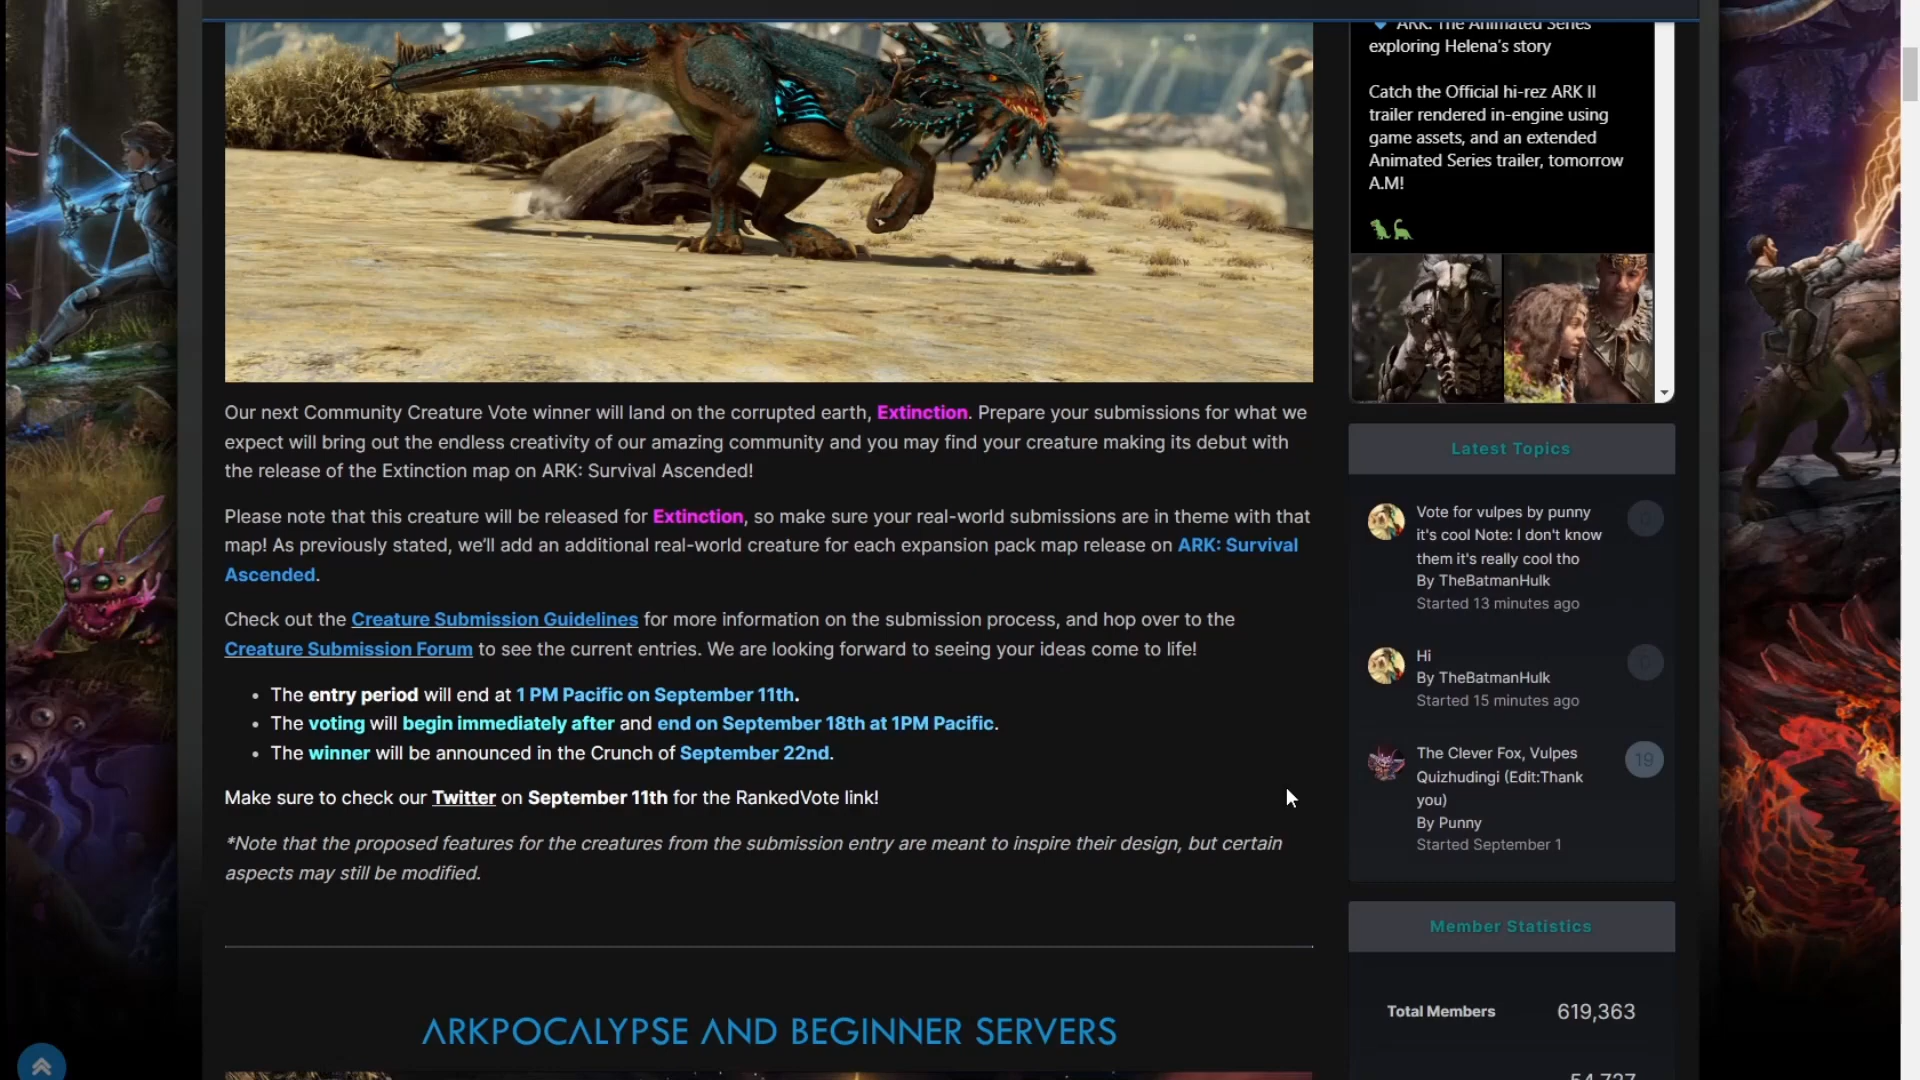 Our next Community Creature Vote winner will land on the corrupted earth, Extinction. Prepare your submissions for what we
expect will bring out the endless creativity of our amazing community and you may find your creature making its debut with
the release of the Extinction map on ARK: Survival Ascended!
Please note that this creature will be released for Extinction, so make sure your real-world submissions are in theme with that
map! As previously stated, we'll add an additional real-world creature for each expansion pack map release on ARK: Survival
Ascended.
Check out the Creature Submission Guidelines for more information on the submission process, and hop over to the
Creature Submission Forum to see the current entries. We are looking forward to seeing your ideas come to life!
• The entry period will end at 1 PM Pacific on September 11th.
• The voting will begin immediately after and end on September 18th at 1PM Pacific.
• The winner will be announced in the Crunch of September 22nd.
Make sure to check our Twitter on September 11th for the RankedVote link!
*Note that the proposed features for the creatures from the submission entry are meant to inspire their design, but certain
aspects may still be modified.
ARKPOCALYPSE AND BEGINNER SERVERS
ARK: The Animated Series
exploring Helena's story
Catch the Official hi-rez ARK II
trailer rendered in-engine using
game assets, and an extended
Animated Series trailer, tomorrow
A.M!
Latest Topics
Vote for vulpes by punny
it's cool Note: I don't know
them it's really cool tho
By TheBatmanHulk
Started 13 minutes ago
0
Hi
By TheBatmanHulk
Started 15 minutes ago
0
The Clever Fox, Vulpes
Quizhudingi (Edit:Thank
you)
By Punny
Started September 1
19
Member Statistics
Total Members 619,363